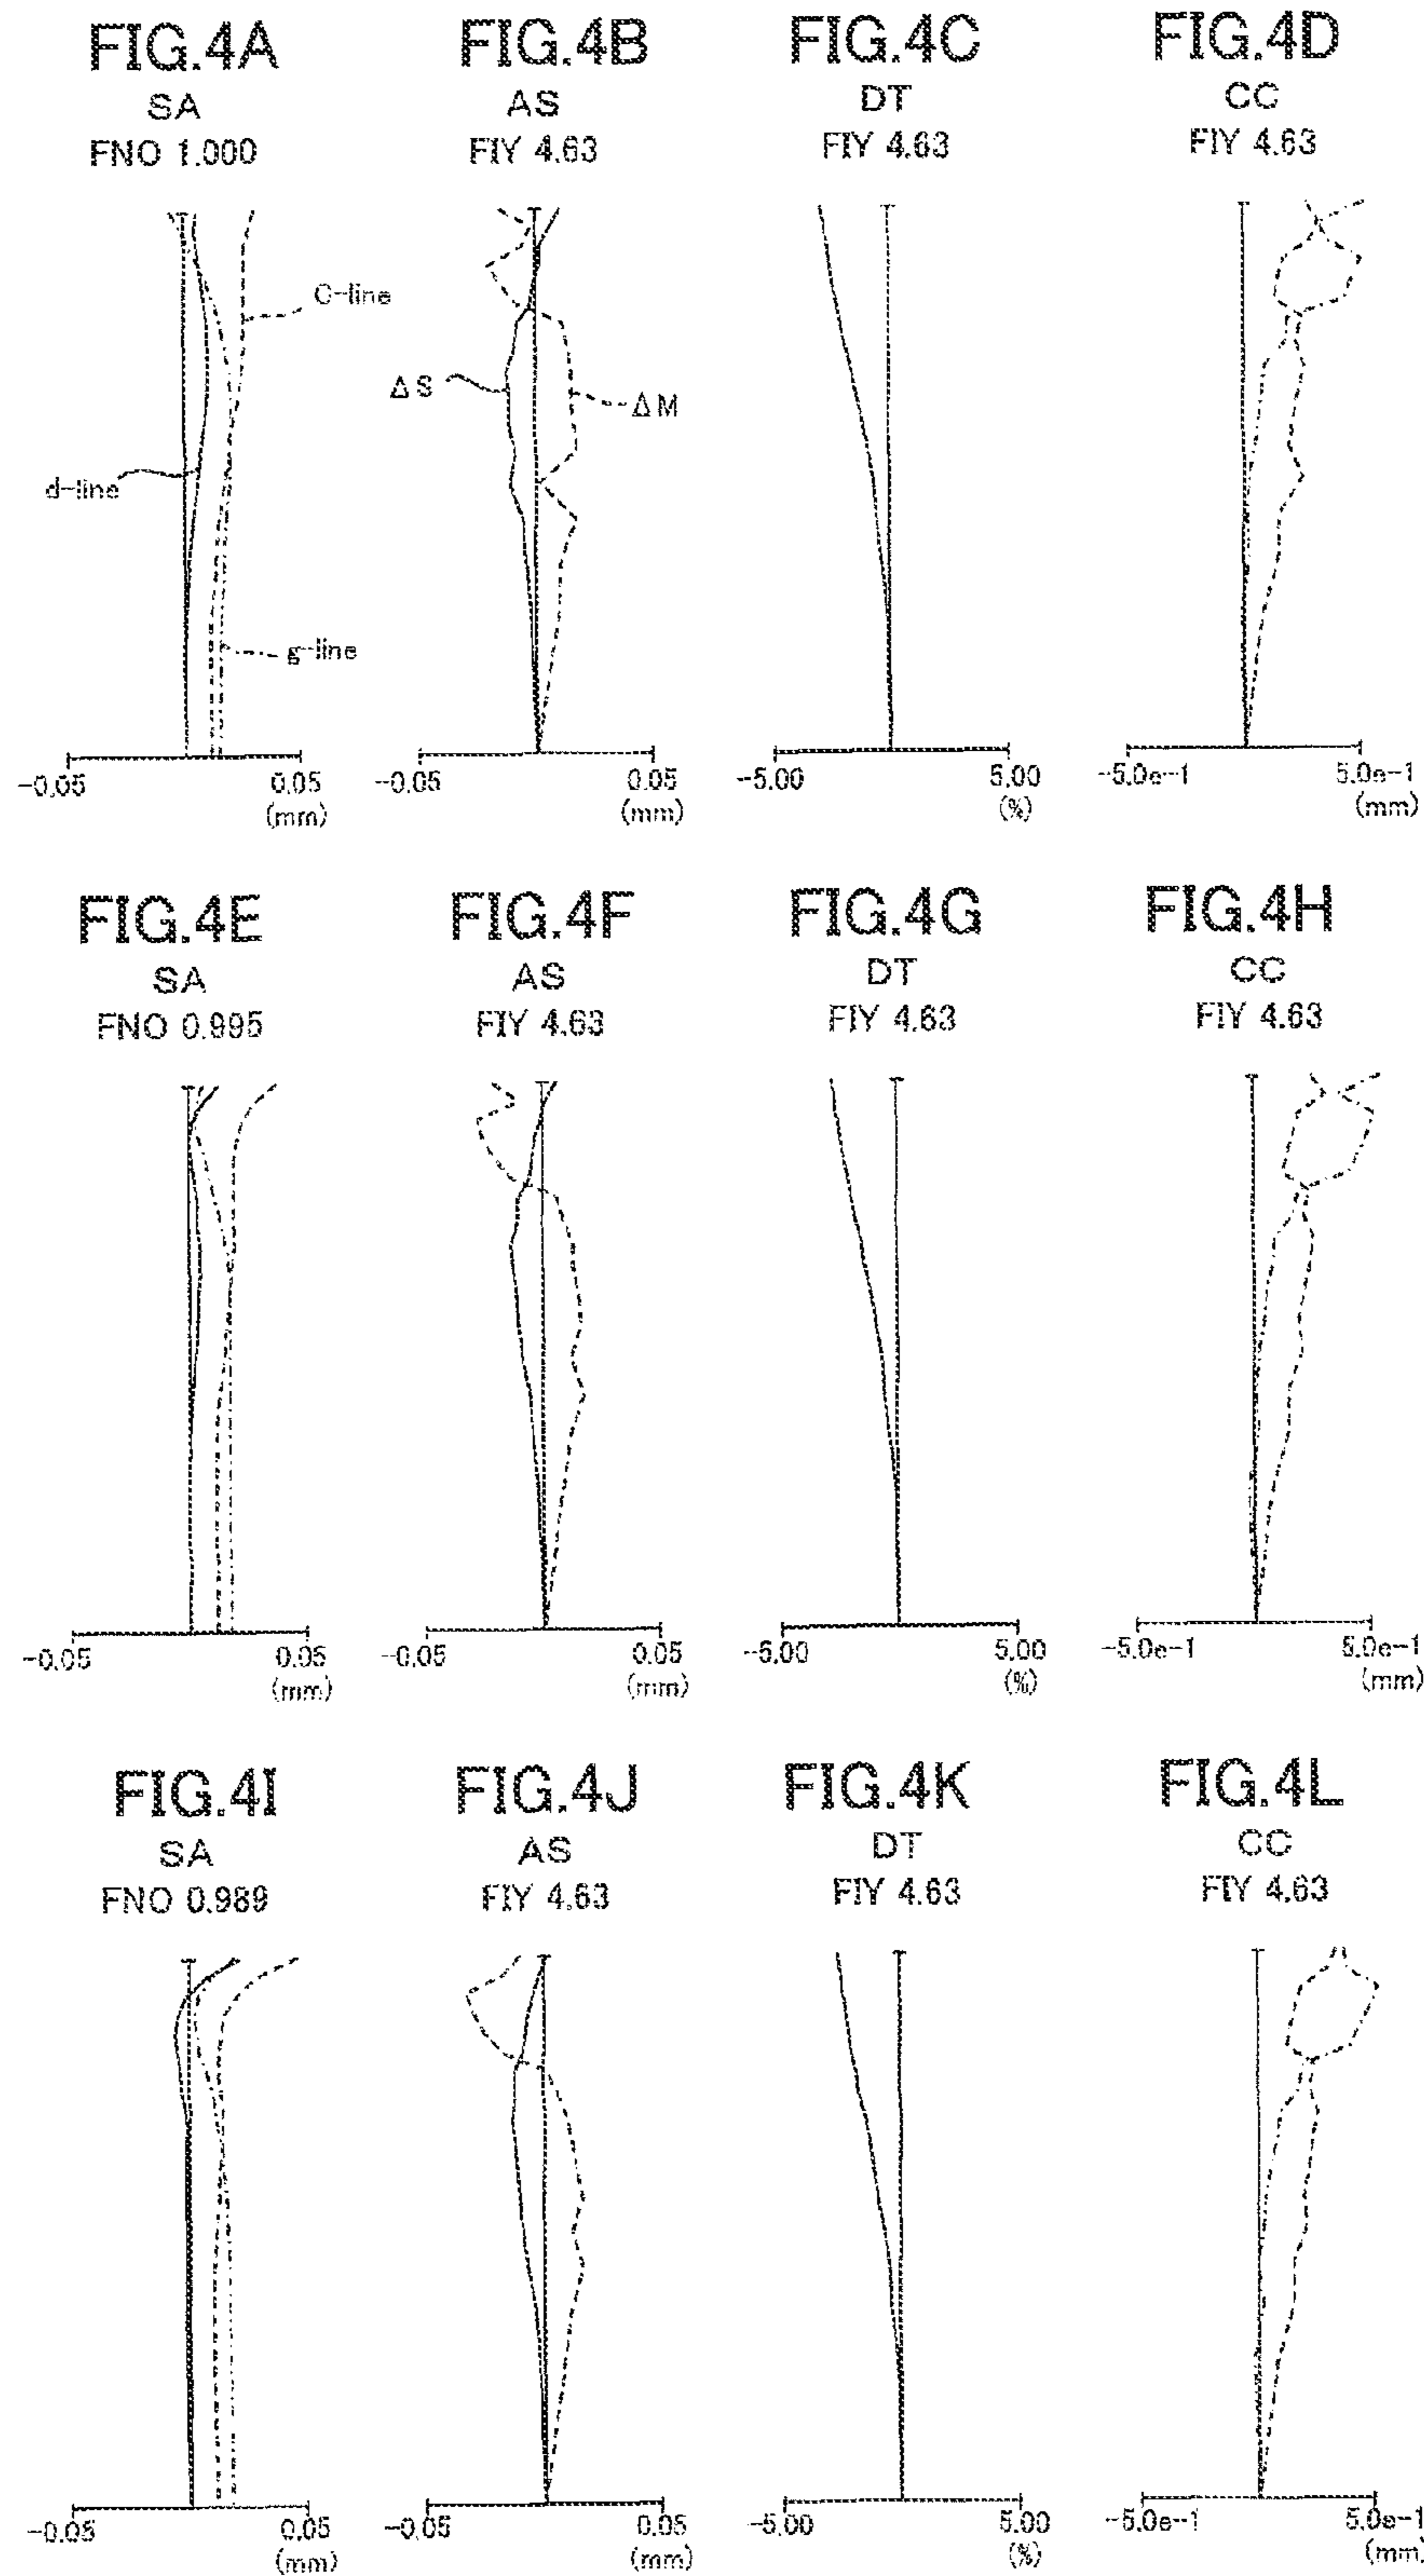 FIG.4A FIG.4B FIG.4C FIG.4D
SA AS DT CC
FNO 1.000 FIY 4.63 FIY 4.63 FIY 4.63
C-line
ΔS ΔM
d-line
g-line
-0.05 0.05 -0.05 0.05 -5.00 5.00 -5.0e-1 5.0e-1
(mm) (mm) (%) (mm)
FIG.4E FIG.4F FIG.4G FIG.4H
SA AS DT CC
FNO 0.995 FIY 4.63 FIY 4.63 FIY 4.63
-0.05 0.05 -0.05 0.05 -5.00 5.00 -5.0e-1 5.0e-1
(mm) (mm) (%) (mm)
FIG.4I FIG.4J FIG.4K FIG.4L
SA AS DT CC
FNO 0.989 FIY 4.63 FIY 4.63 FIY 4.63
-0.05 0.05 -0.05 0.05 -5.00 5.00 -5.0e-1 5.0e-1
(mm) (mm) (%) (mm)